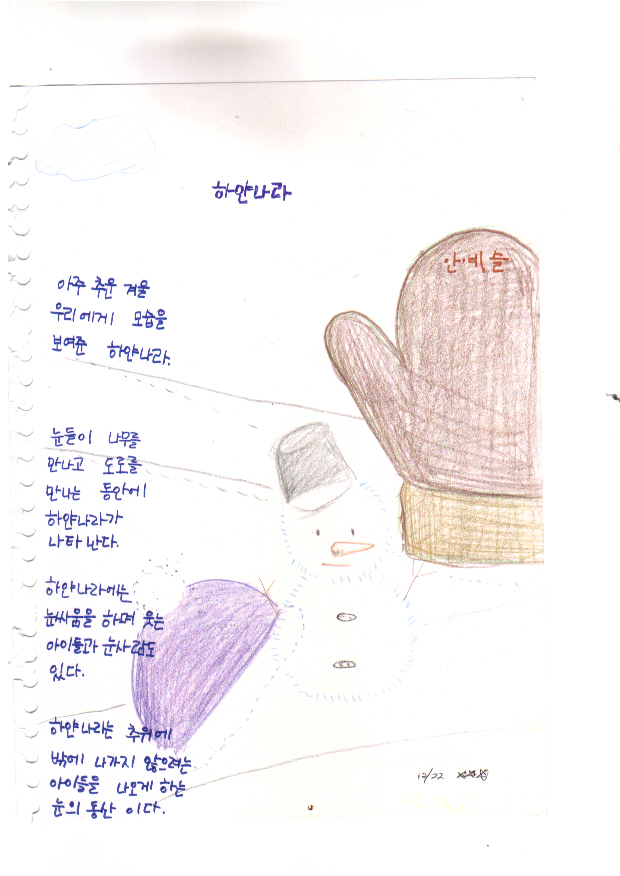 하얀나라
안예슬
아주 추운 겨울
우리에게 모습을
보여준 하얀나라.
눈들이 나무를
만나고 도로를
만나는 동안에
하얀나라가
나타 난다.
하얀나라에는
눈싸움을 하며 웃는
아이들과 눈사람도
있다.
하얀나라는 추위에
밖에 나가지 않으려는
아이들을 나오게 하는
눈의 동산 이다.
12/22